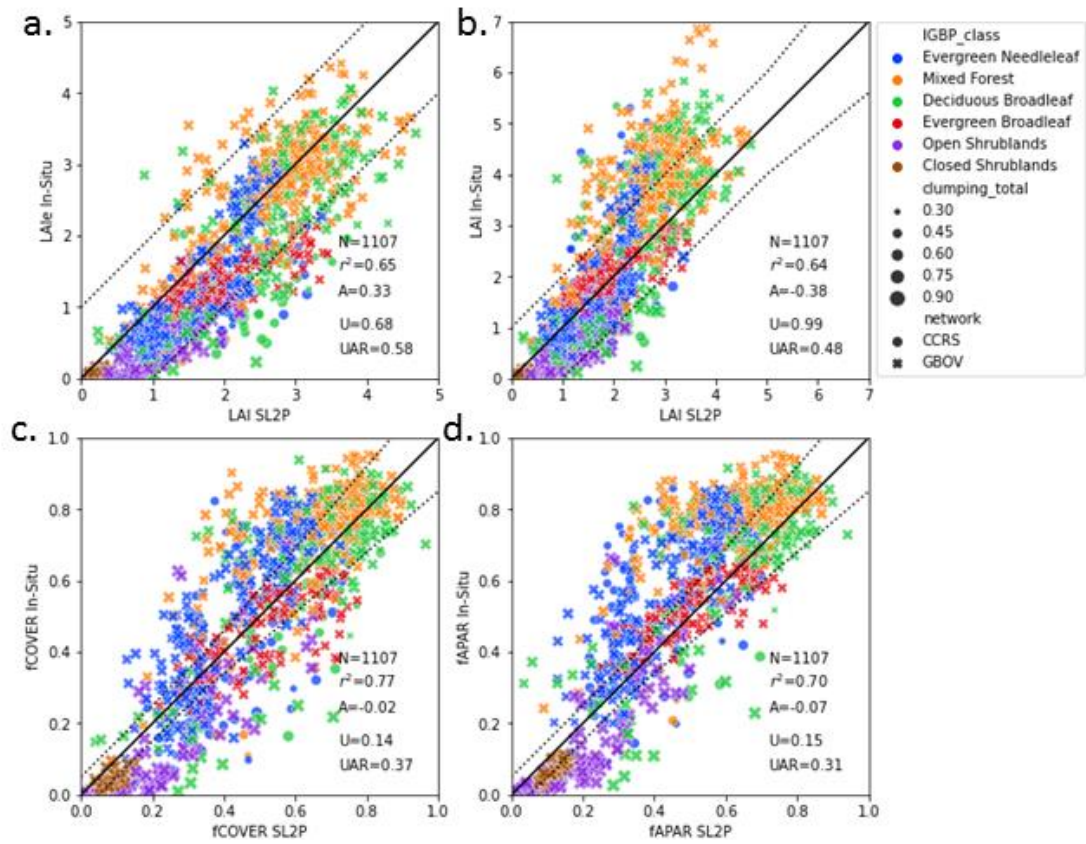 a.
5
4
3
2
1
0
LAIe In-Situ
N=1107
r²=0.65
A=0.33
U=0.68
UAR=0.58
0 1 2 3 4 5
LAI SL2P
b.
7
6
5
4
3
2
1
0
LAI In-Situ
N=1107
r²=0.64
A=-0.38
U=0.99
UAR=0.48
0 1 2 3 4 5 6 7
LAI SL2P
IGBP_class
Evergreen Needleleaf
Mixed Forest
Deciduous Broadleaf
Evergreen Broadleaf
Open Shrublands
Closed Shrublands
clumping_total
0.30
0.45
0.60
0.75
0.90
network
CCRS
GBOV
c.
1.0
0.8
0.6
0.4
0.2
0.0
fCOVER In-Situ
N=1107
r²=0.77
A=-0.02
U=0.14
UAR=0.37
0.0 0.2 0.4 0.6 0.8 1.0
fCOVER SL2P
d.
1.0
0.8
0.6
0.4
0.2
0.0
fAPAR In-Situ
N=1107
r²=0.70
A=-0.07
U=0.15
UAR=0.31
0.0 0.2 0.4 0.6 0.8 1.0
fAPAR SL2P